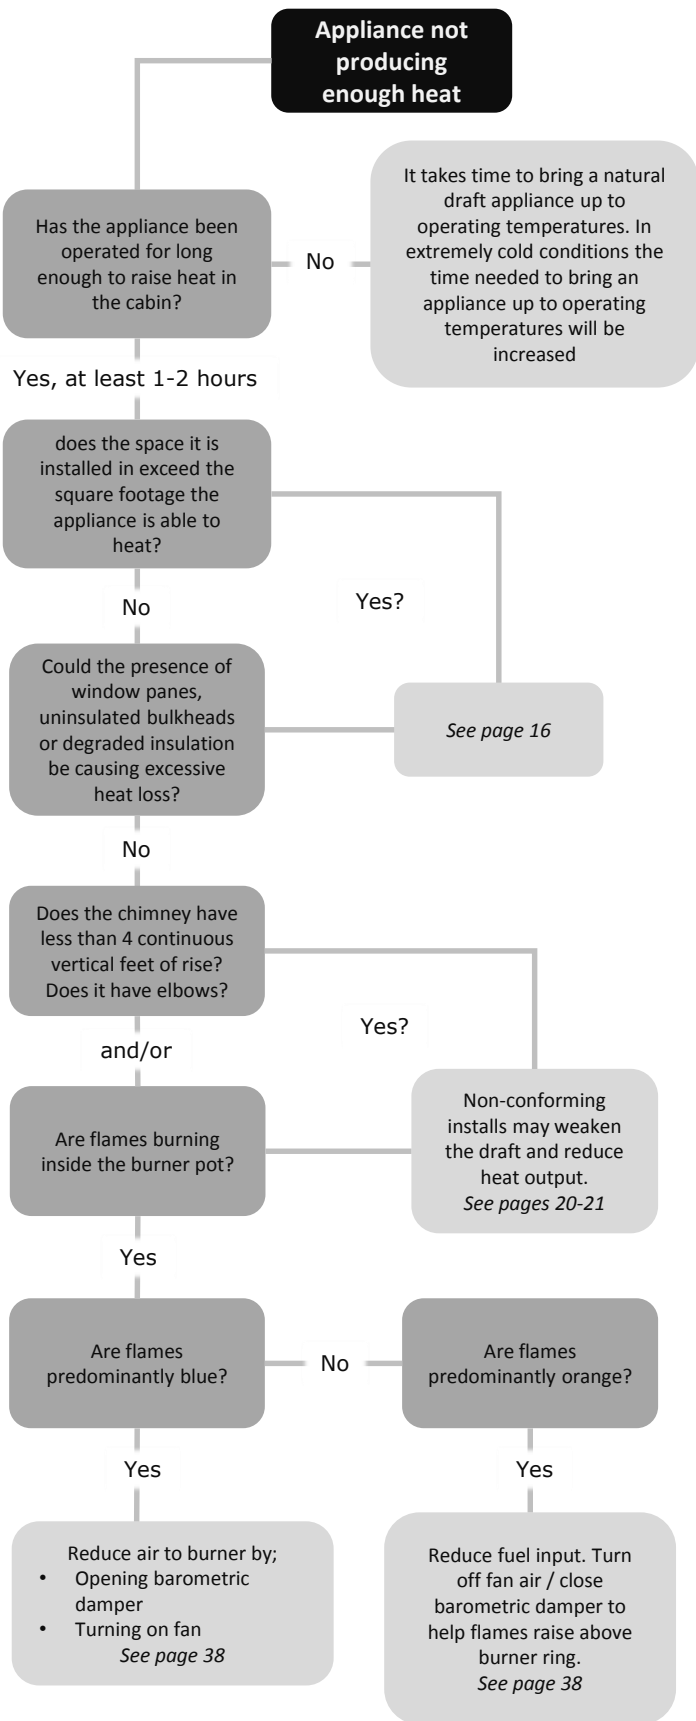 Appliance not
producing
enough heat
Has the appliance been
operated for long
enough to raise heat in
the cabin?
No
It takes time to bring a natural
draft appliance up to
operating temperatures. In
extremely cold conditions the
time needed to bring an
appliance up to operating
temperatures will be
increased
Yes, at least 1-2 hours
does the space it is
installed in exceed the
square footage the
appliance is able to
heat?
No
Yes?
Could the presence of
window panes,
uninsulated bulkheads
or degraded insulation
be causing excessive
heat loss?
See page 16
No
Does the chimney have
less than 4 continuous
vertical feet of rise?
Does it have elbows?
Yes?
and/or
Are flames burning
inside the burner pot?
Non-conforming
installs may weaken
the draft and reduce
heat output.
See pages 20-21
Yes
Are flames
predominantly blue?
No
Are flames
predominantly orange?
Yes
Yes
Reduce air to burner by;
• Opening barometric
damper
• Turning on fan
See page 38
Reduce fuel input. Turn
off fan air / close
barometric damper to
help flames raise above
burner ring.
See page 38